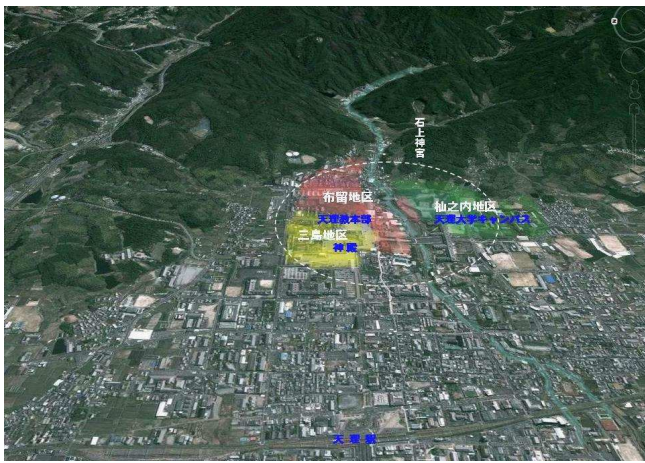 石上神宮
布留地区
杣之内地区
天理教本部
天理大学キャンパス
三島地区
神殿
天理駅